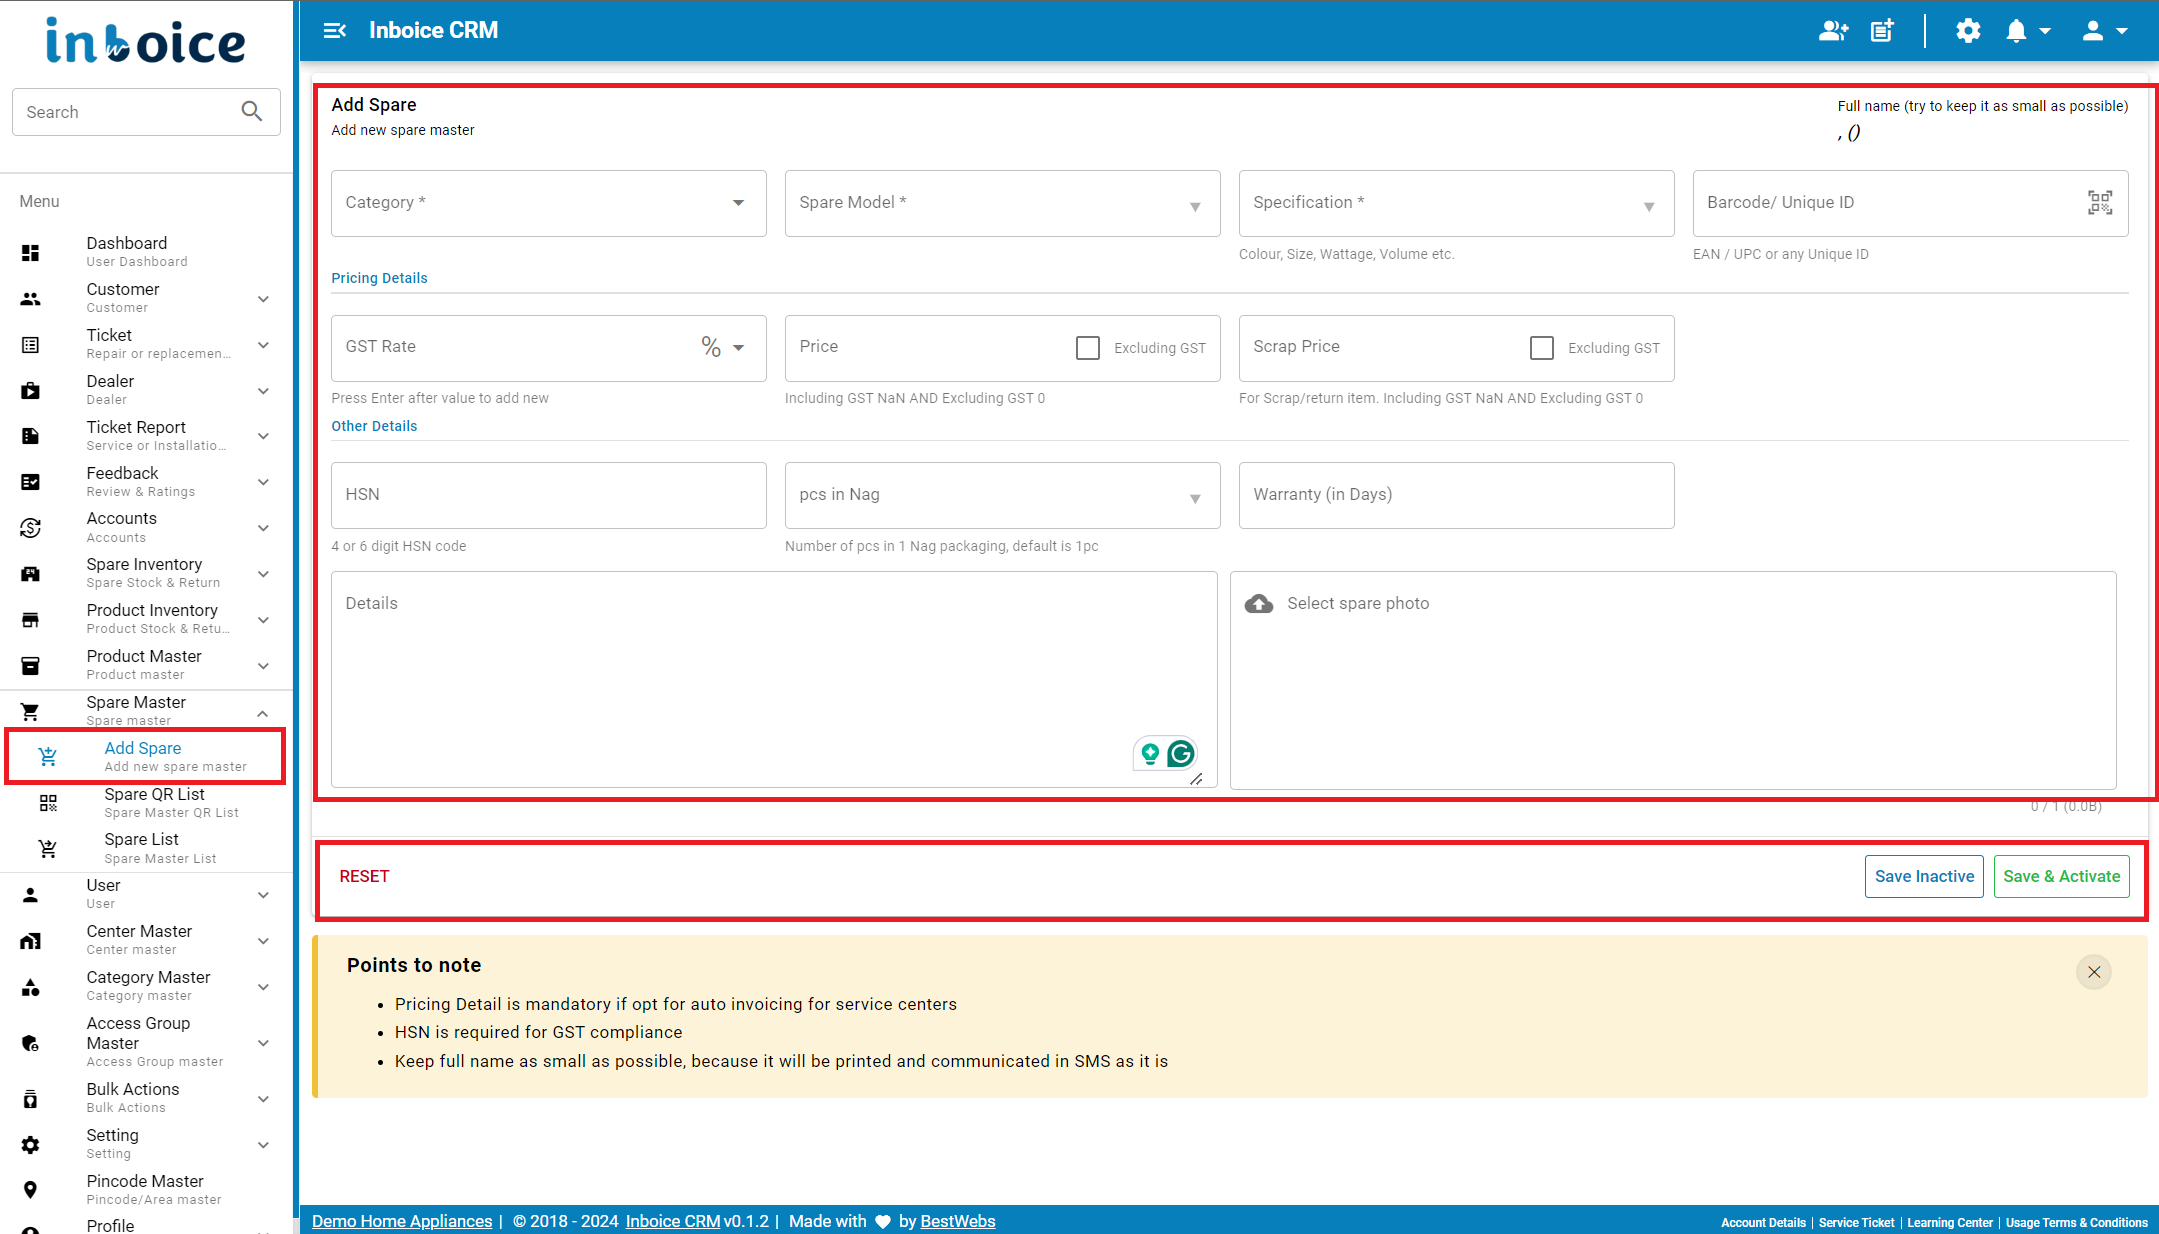 inboice
Inboice CRM
Search
Menu
Dashboard
User Dashboard
Customer
Customer
Ticket
Repair or replacemen...
Dealer
Dealer
Ticket Report
Service or Installatio...
Feedback
Review & Ratings
Accounts
Accounts
Spare Inventory
Spare Stock & Return
Product Inventory
Product Stock & Retu...
Product Master
Product master
Spare Master
Spare master
Add Spare
Add new spare master
Spare QR List
Spare Master QR List
Spare List
Spare Master List
User
User
Center Master
Center master
Category Master
Category master
Access Group
Master
Access Group master
Bulk Actions
Bulk Actions
Setting
Setting
Pincode Master
Pincode/Area master
Profile
Add Spare
Add new spare master
Full name (try to keep it as small as possible)
, ()
Category *
Spare Model *
Specification *
Barcode/ Unique ID
Colour, Size, Wattage, Volume etc.
EAN / UPC or any Unique ID
Pricing Details
GST Rate %
Price Excluding GST
Scrap Price Excluding GST
Press Enter after value to add new
Including GST NaN AND Excluding GST 0
For Scrap/return item. Including GST NaN AND Excluding GST 0
Other Details
HSN
pcs in Nag
Warranty (in Days)
4 or 6 digit HSN code
Number of pcs in 1 Nag packaging, default is 1pc
Details
Select spare photo
0 / 1 (0.0B)
RESET
Save Inactive
Save & Activate
Points to note
• Pricing Detail is mandatory if opt for auto invoicing for service centers
• HSN is required for GST compliance
• Keep full name as small as possible, because it will be printed and communicated in SMS as it is
Demo Home Appliances | © 2018 - 2024 Inboice CRM v0.1.2 | Made with ♥ by BestWebs
Account Details | Service Ticket | Learning Center | Usage Terms & Conditions